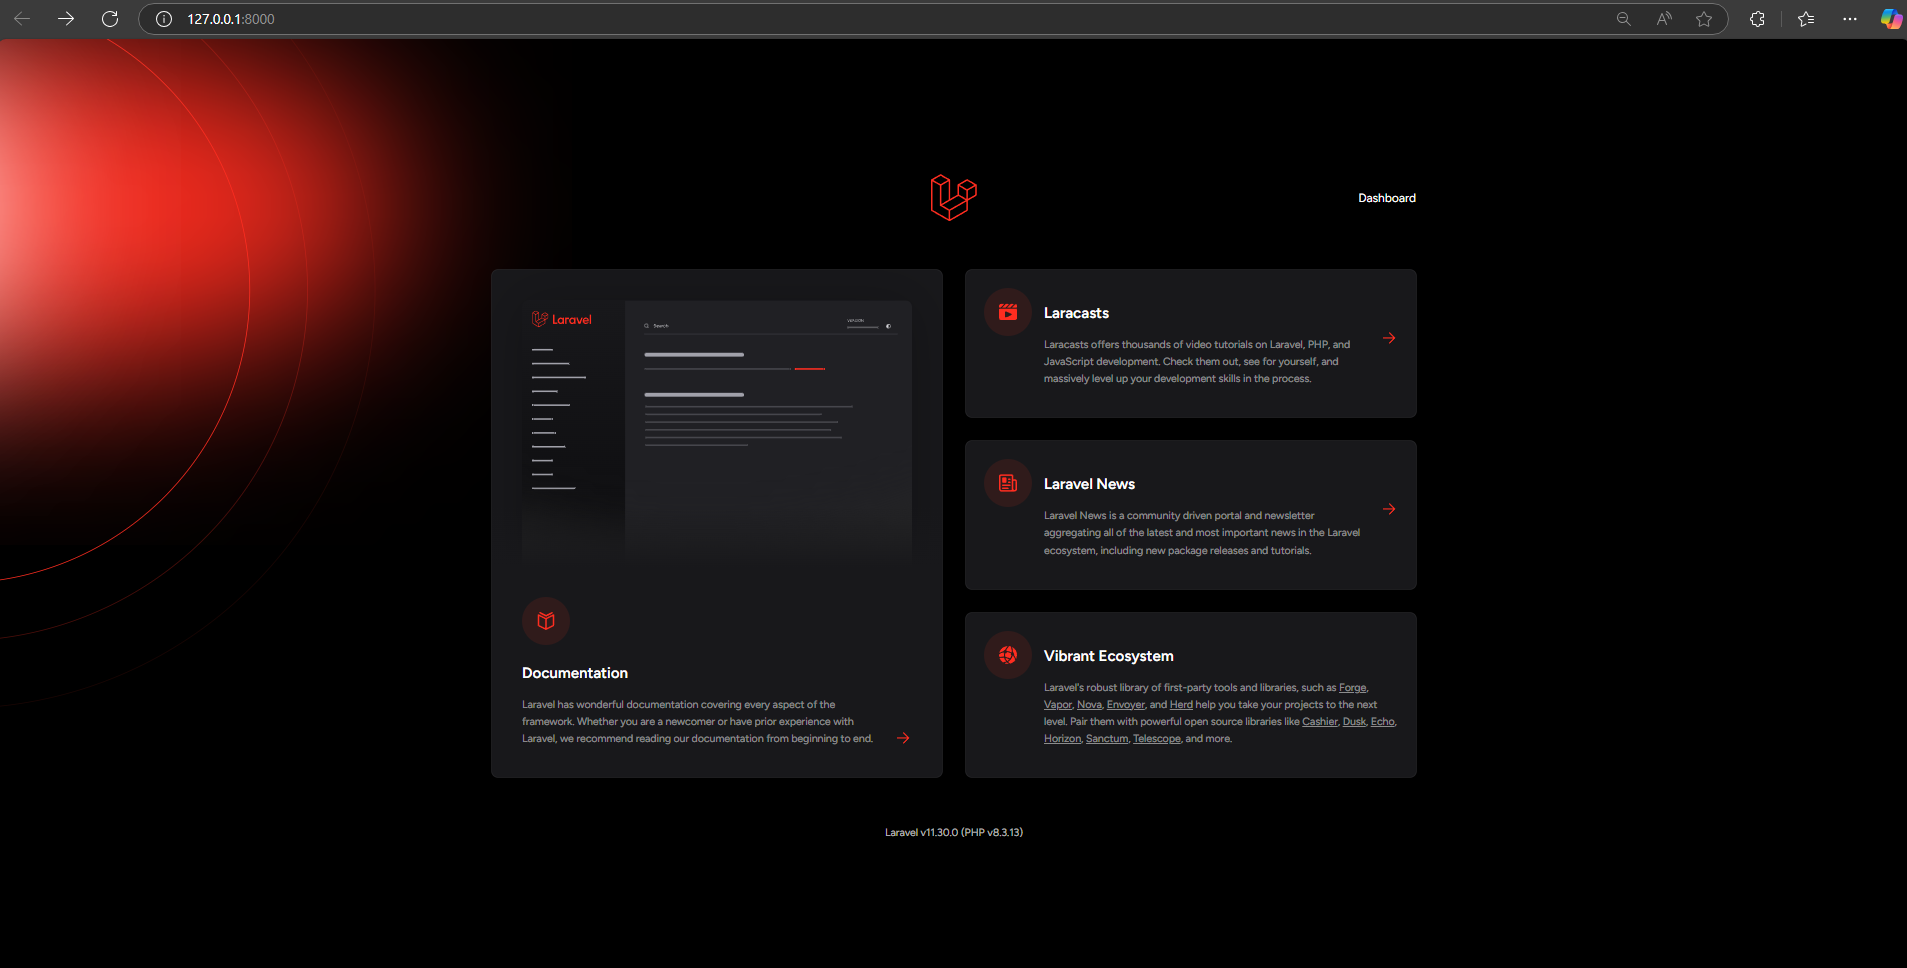 127.0.0.1:8000
Dashboard
Laravel
Search
VERSION
Documentation
Laravel has wonderful documentation covering every aspect of the
framework. Whether you are a newcomer or have prior experience with
Laravel, we recommend reading our documentation from beginning to end.
Laracasts
Laracasts offers thousands of video tutorials on Laravel, PHP, and
JavaScript development. Check them out, see for yourself, and
massively level up your development skills in the process.
Laravel News
Laravel News is a community driven portal and newsletter
aggregating all of the latest and most important news in the Laravel
ecosystem, including new package releases and tutorials.
Vibrant Ecosystem
Laravel's robust library of first-party tools and libraries, such as Forge,
Vapor, Nova, Envoyer, and Herd help you take your projects to the next
level. Pair them with powerful open source libraries like Cashier, Dusk, Echo,
Horizon, Sanctum, Telescope, and more.
Laravel v11.30.0 (PHP v8.3.13)